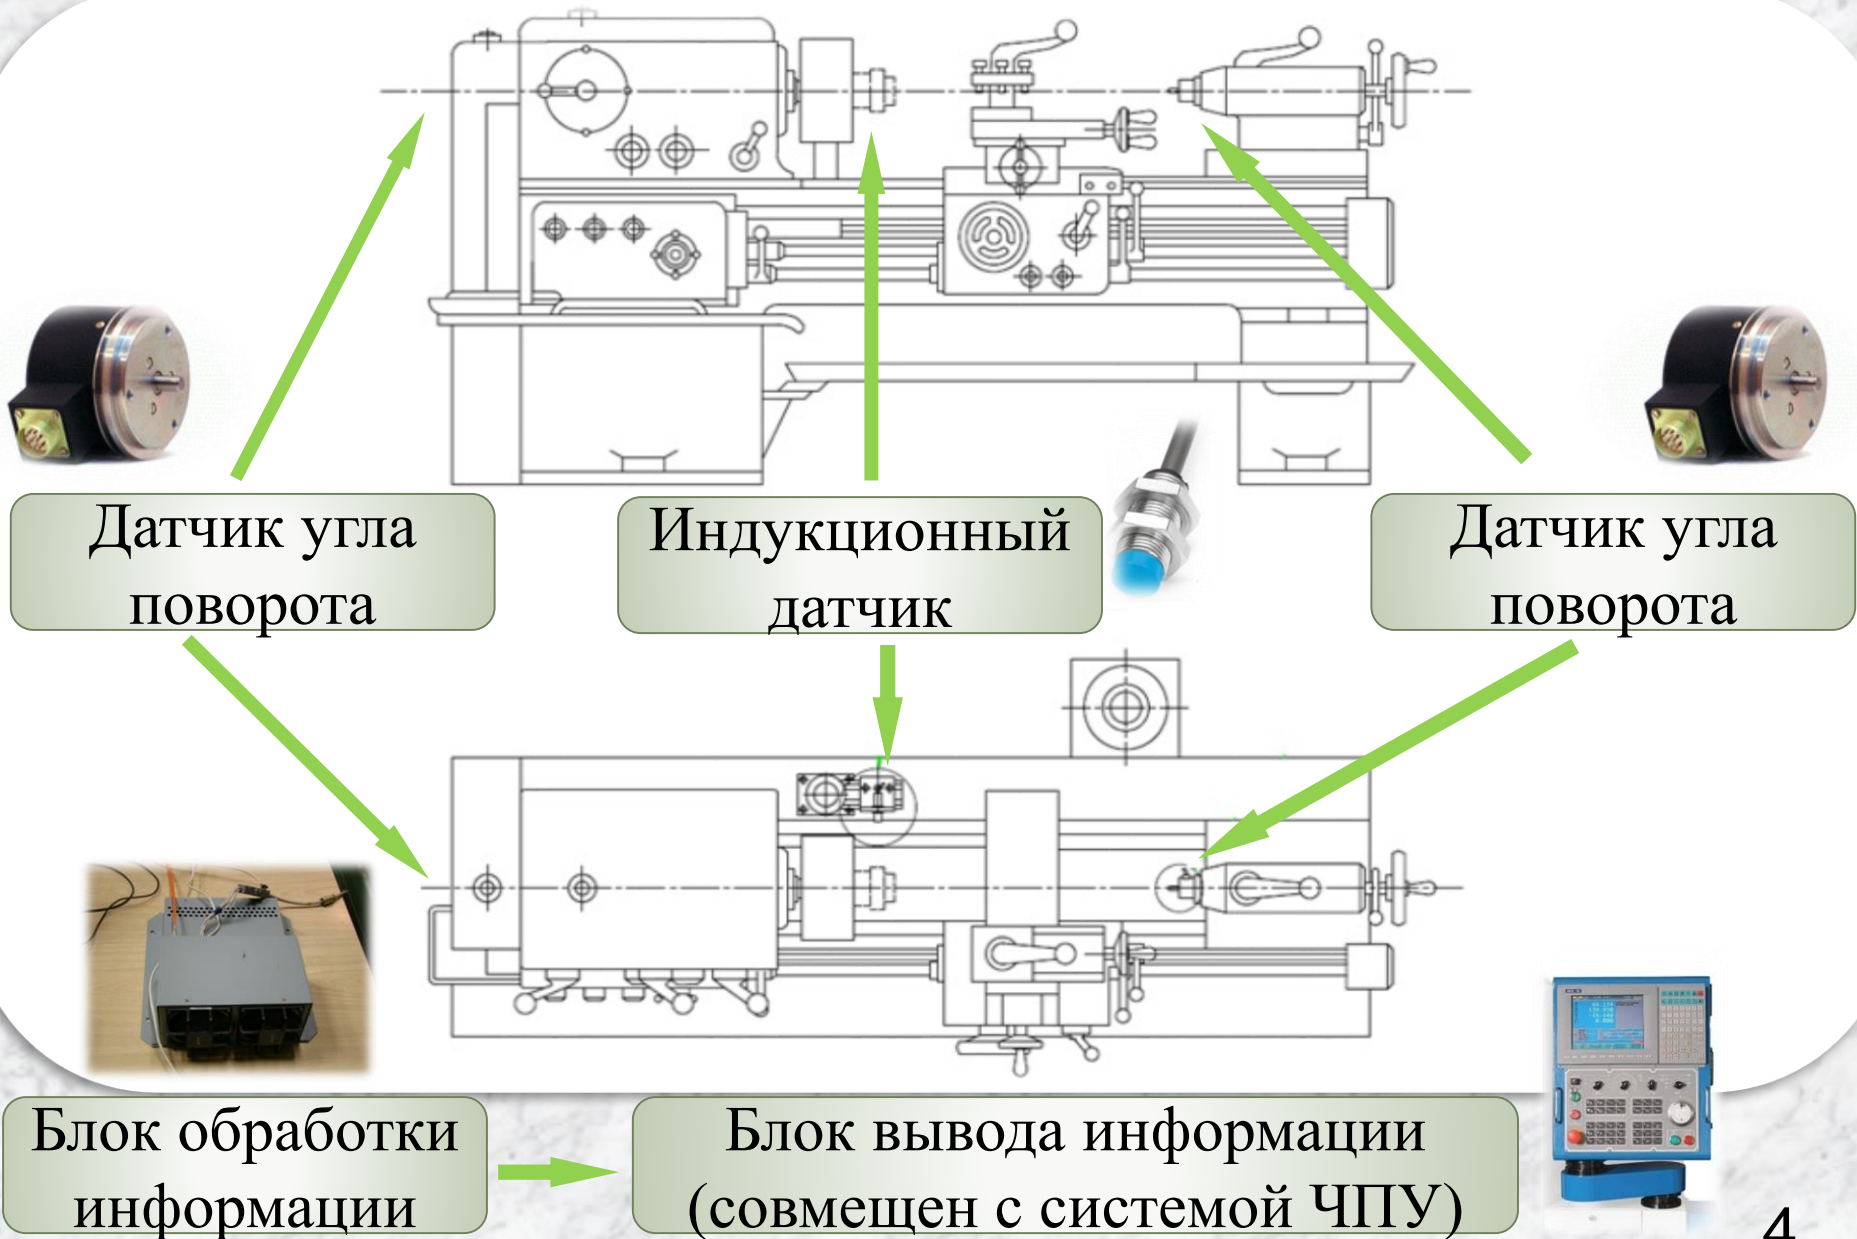 Датчик угла
поворота
Индукционный
датчик
Датчик угла
поворота
Блок обработки
информации
Блок вывода информации
(совмещен с системой ЧПУ)
4